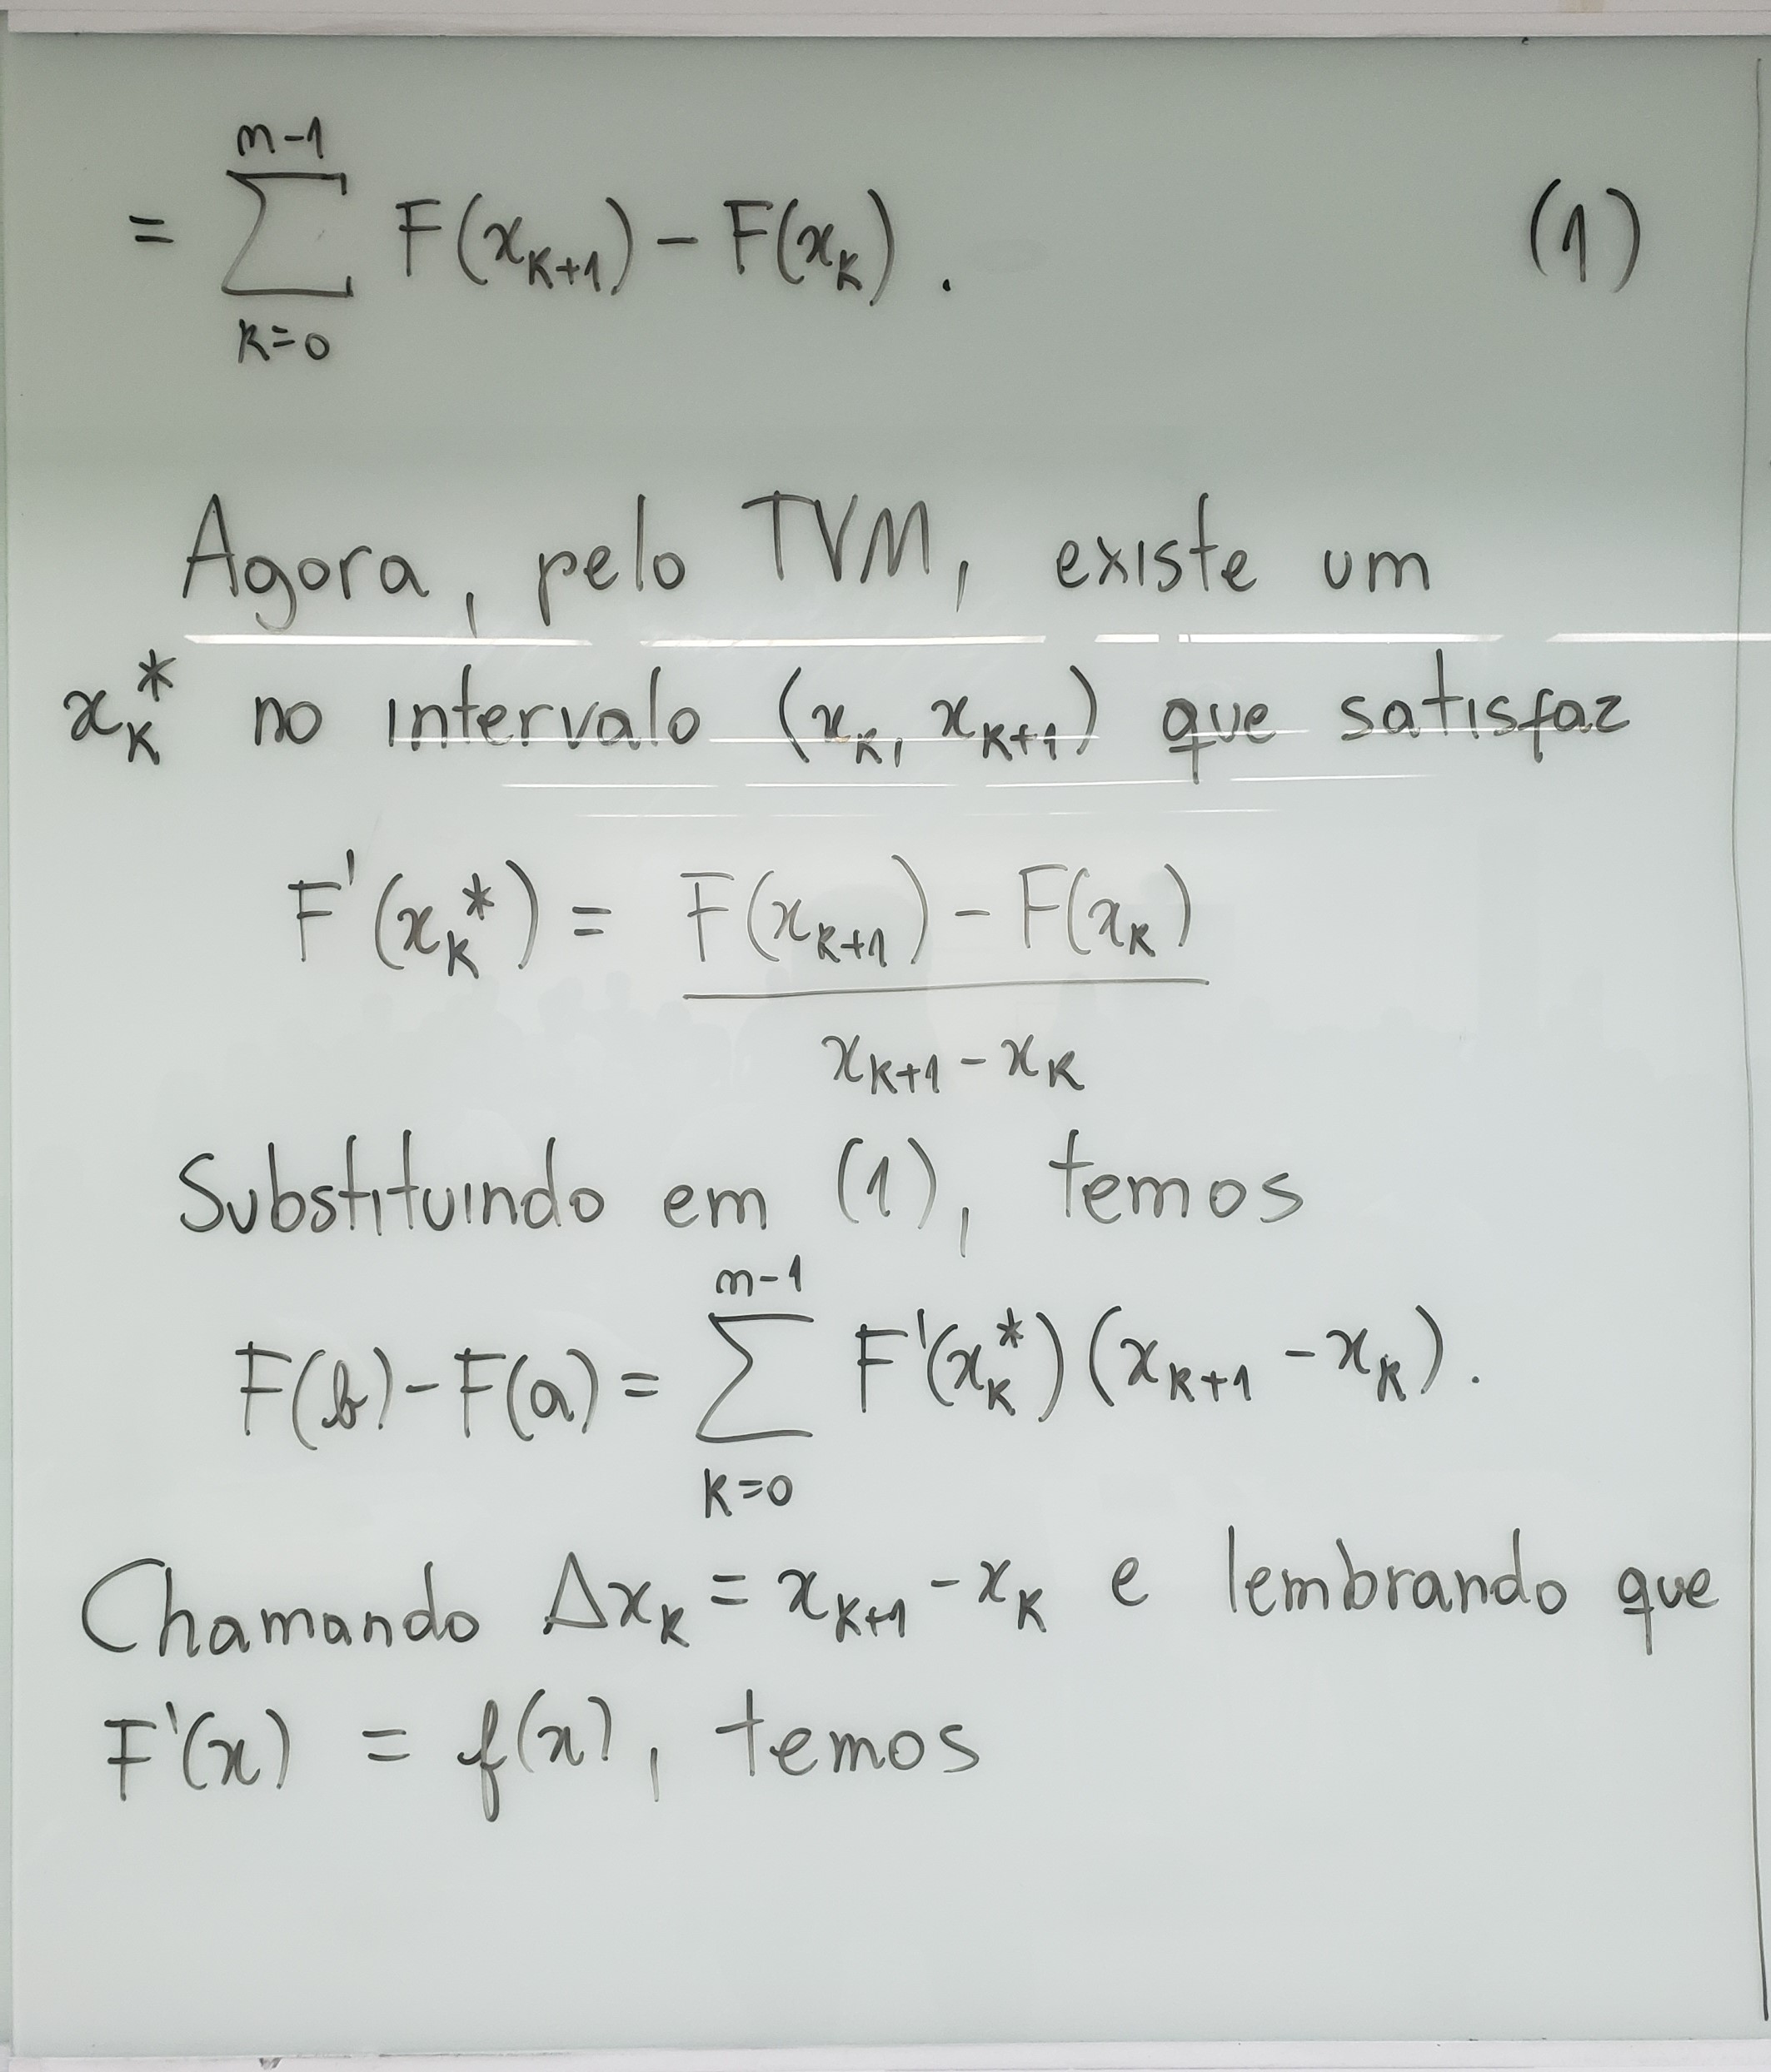 = \sum_{k=0}^{n-1} F(x_{k+1}) - F(x_k). (1)
Agora, pelo TVM, existe um
x_k^* no intervalo (x_k, x_{k+1}) que satisfaz
F'(x_k^*) = \frac{F(x_{k+1}) - F(x_k)}{x_{k+1} - x_k}
Substituindo em (1), temos
F(b) - F(a) = \sum_{k=0}^{n-1} F'(x_k^*)(x_{k+1} - x_k).
Chamando Δx_k = x_{k+1} - x_k e lembrando que
F'(x) = f(x), temos